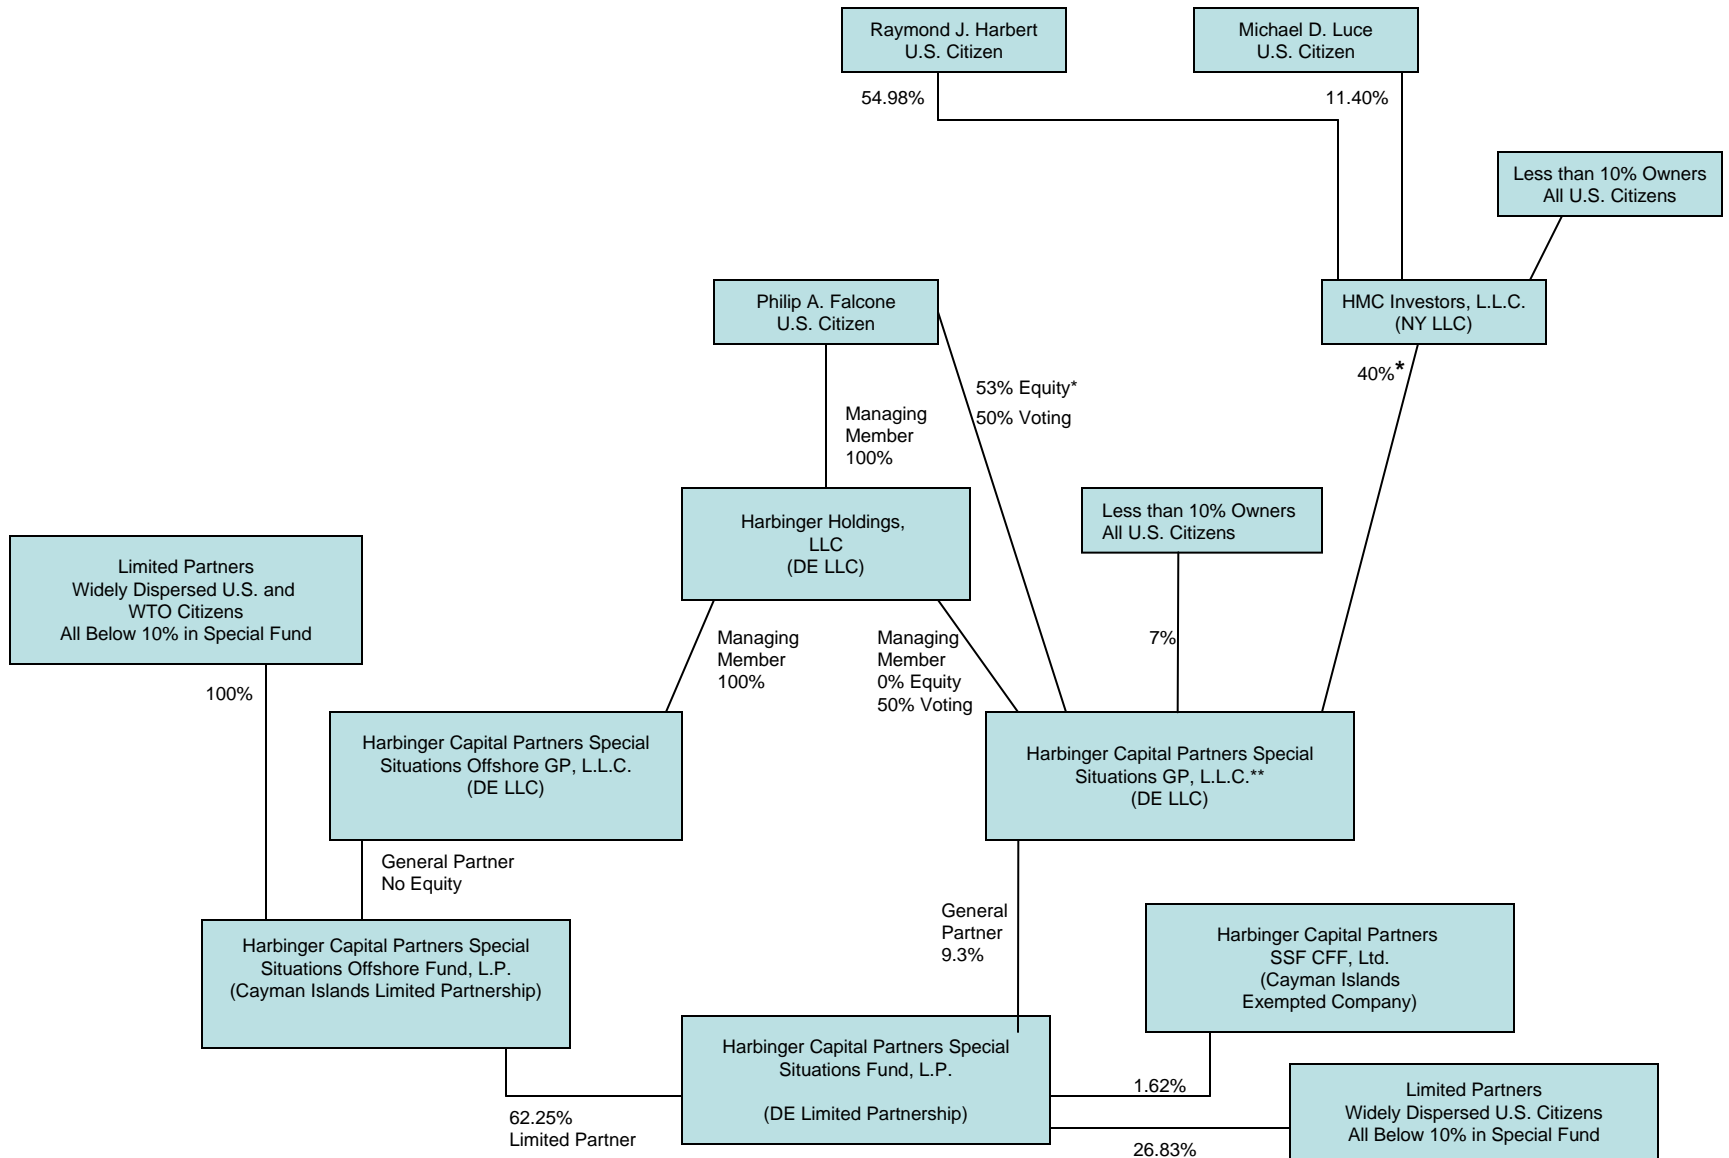 Raymond J. Harbert
U.S. Citizen
Michael D. Luce
U.S. Citizen
54.98%
11.40%
Less than 10% Owners
All U.S. Citizens
Philip A. Falcone
U.S. Citizen
HMC Investors, L.L.C.
(NY LLC)
53% Equity*
50% Voting
40%*
Managing
Member
100%
Harbinger Holdings,
LLC
(DE LLC)
Less than 10% Owners
All U.S. Citizens
Limited Partners
Widely Dispersed U.S. and
WTO Citizens
All Below 10% in Special Fund
Managing
Member
100%
Managing
Member
0% Equity
50% Voting
7%
100%
Harbinger Capital Partners Special
Situations Offshore GP, L.L.C.
(DE LLC)
Harbinger Capital Partners Special
Situations GP, L.L.C.**
(DE LLC)
General Partner
No Equity
General
Partner
9.3%
Harbinger Capital Partners
SSF CFF, Ltd.
(Cayman Islands
Exempted Company)
Harbinger Capital Partners Special
Situations Offshore Fund, L.P.
(Cayman Islands Limited Partnership)
Harbinger Capital Partners Special
Situations Fund, L.P.
(DE Limited Partnership)
1.62%
62.25%
Limited Partner
Limited Partners
Widely Dispersed U.S. Citizens
All Below 10% in Special Fund
26.83%